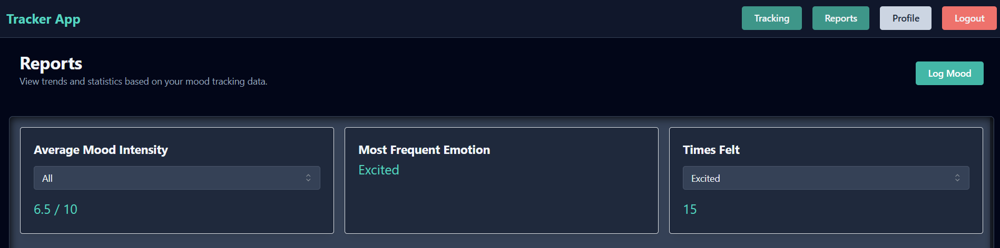 Tracker App
Tracking
Reports
Profile
Logout
Reports
View trends and statistics based on your mood tracking data.
Log Mood
Average Mood Intensity
All
6.5 / 10
Most Frequent Emotion
Excited
Times Felt
Excited
15